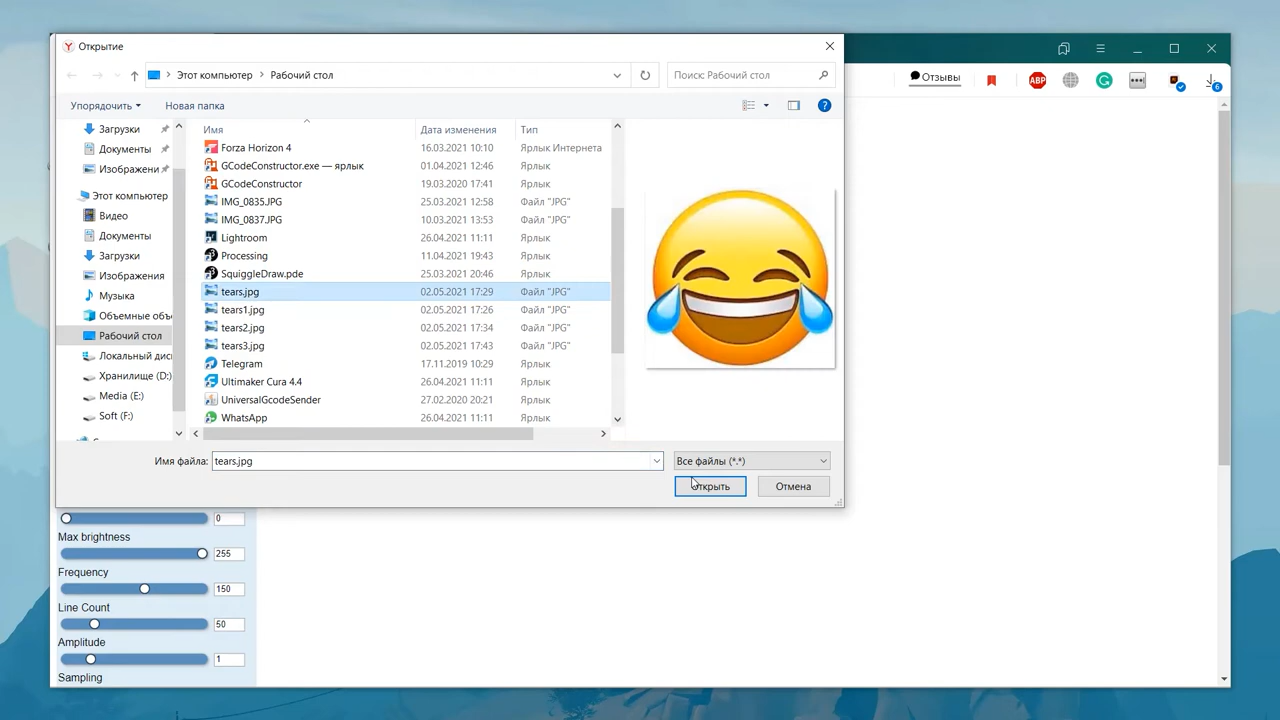 Открытие
Этот компьютер
Рабочий стол
Поиск: Рабочий стол
Отзывы
ABP
6
Упорядочить
Новая папка
Загрузки
Документы
Изображени
Этот компьютер
Видео
Документы
Загрузки
Изображения
Музыка
Объемные объ
Рабочий стол
Локальный диск
Хранилище (D:)
Media (E:)
Soft (F:)
Имя Дата изменения Тип
Forza Horizon 4 16.03.2021 10:10 Ярлык Интернета
GCodeConstructor.exe — ярлык 01.04.2021 12:46 Ярлык
GCodeConstructor 19.03.2020 17:41 Ярлык
IMG_0835.JPG 25.03.2021 12:58 Файл "JPG"
IMG_0837.JPG 10.03.2021 13:53 Файл "JPG"
Lightroom 26.04.2021 11:11 Ярлык
Processing 11.04.2021 19:43 Ярлык
SquiggleDraw.pde 25.03.2021 20:46 Ярлык
tears.jpg 02.05.2021 17:29 Файл "JPG"
tears1.jpg 02.05.2021 17:26 Файл "JPG"
tears2.jpg 02.05.2021 17:34 Файл "JPG"
tears3.jpg 02.05.2021 17:43 Файл "JPG"
Telegram 17.11.2019 10:29 Ярлык
Ultimaker Cura 4.4 26.04.2021 11:11 Ярлык
UniversalGcodeSender 27.02.2020 20:21 Ярлык
WhatsApp 26.04.2021 11:11 Ярлык
Имя файла: tears.jpg Все файлы (*.*)
Открыть Отмена
0
Max brightness
255
Frequency
150
Line Count
50
Amplitude
1
Sampling